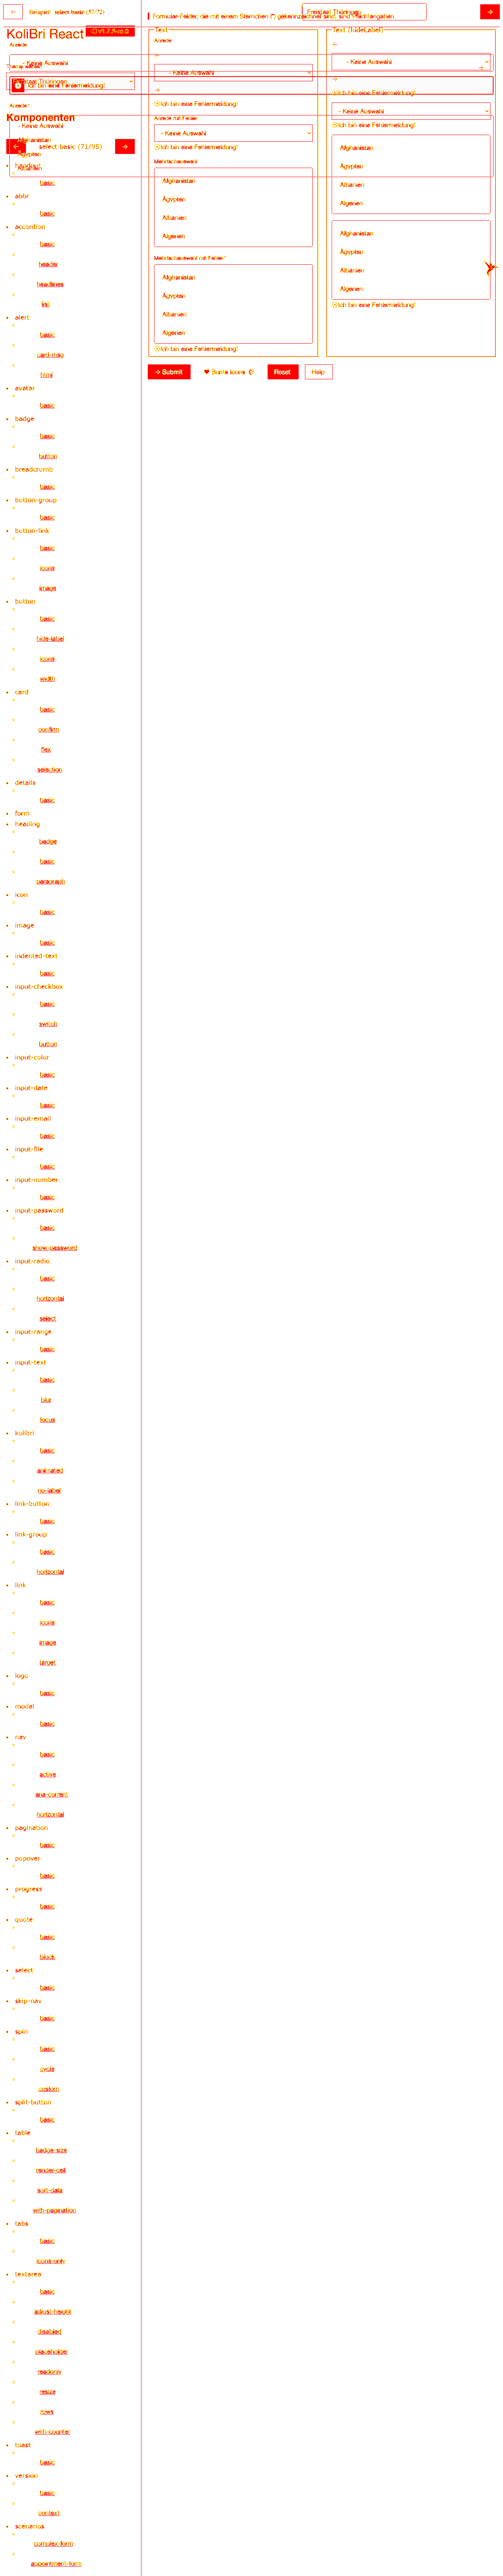 Beispiel: select basic (57/72)
Freistaat Thüringen
Formular-Felder, die mit einem Sternchen (*) gekennzeichnet sind, sind Pflichtangaben.
KoliBri React
Anrede
- Keine Auswahl
Ich bin eine Fehlermeldung!
Anrede*
- Keine Auswahl
Afghanistan
Ägypten
Albanien
Komponenten
select basic (71/95)
handout
basic
abbr
basic
accordion
basic
header
headlines
list
alert
basic
card-msg
html
avatar
basic
badge
basic
button
breadcrumb
basic
button-group
basic
button-link
basic
icons
image
button
basic
hide-label
icons
width
card
basic
confirm
flex
selection
details
basic
form
heading
badge
basic
paragraph
icon
basic
image
basic
indented-text
basic
input-checkbox
basic
switch
button
input-color
basic
input-date
basic
input-email
basic
input-file
basic
input-number
basic
input-password
basic
show-password
input-radio
basic
horizontal
select
input-range
basic
input-text
basic
blur
focus
kolibri
basic
animated
no-label
link-button
basic
link-group
basic
horizontal
link
basic
icons
image
target
logo
basic
modal
basic
nav
basic
active
aria-current
horizontal
pagination
basic
popover
basic
progress
basic
quote
basic
block
select
basic
skip-nav
basic
spin
basic
cycle
custom
split-button
basic
table
badge-size
render-cell
sort-data
with-pagination
tabs
basic
icons-only
textarea
basic
adjust-height
disabled
placeholder
readonly
resize
rows
with-counter
toast
basic
version
basic
context
scenarios
complex-form
appointment-form
Text
Anrede
- Keine Auswahl
Ich bin eine Fehlermeldung!
Anrede mit Fehler
- Keine Auswahl
Ich bin eine Fehlermeldung!
Mehrfachauswahl
Afghanistan
Ägypten
Albanien
Algerien
Mehrfachauswahl mit Fehler*
Afghanistan
Ägypten
Albanien
Algerien
Ich bin eine Fehlermeldung!
Text (hideLabel)
- Keine Auswahl
Ich bin eine Fehlermeldung!
- Keine Auswahl
Ich bin eine Fehlermeldung!
Afghanistan
Ägypten
Albanien
Algerien
Afghanistan
Ägypten
Albanien
Algerien
Ich bin eine Fehlermeldung!
Submit
Bunte icons
Reset
Help